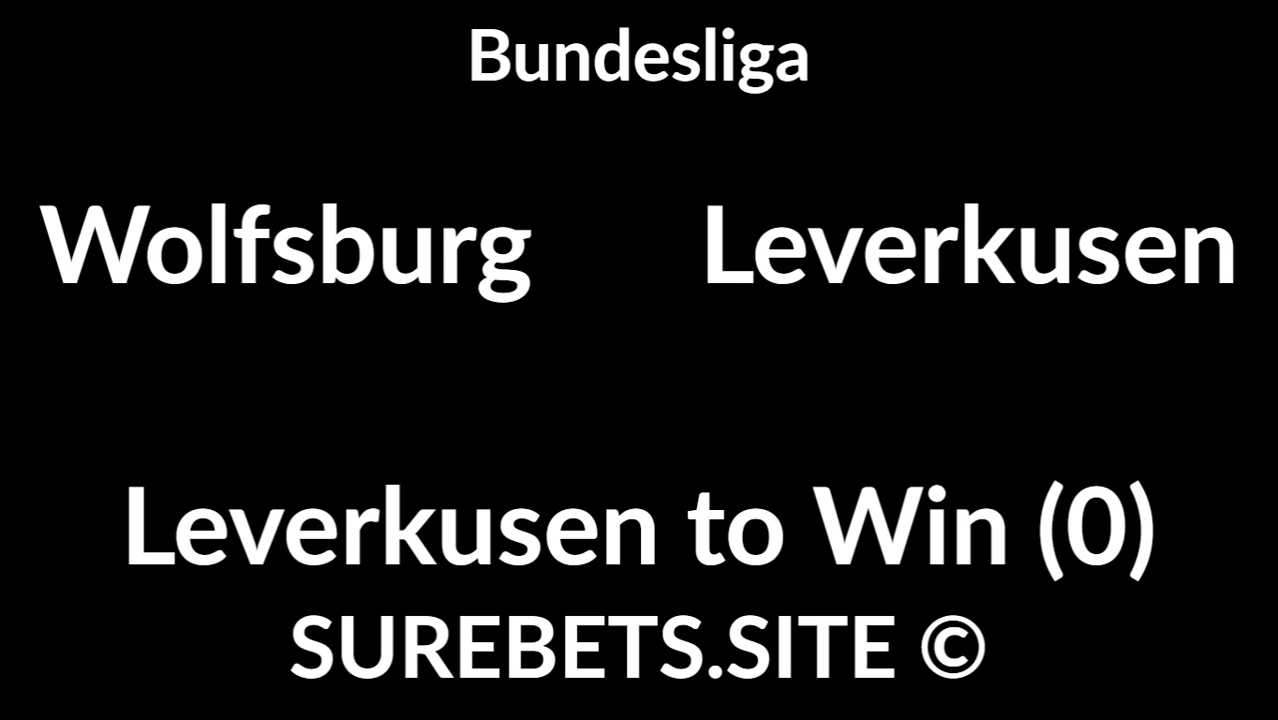 Bundesliga
Wolfsburg Leverkusen
Leverkusen to Win (0)
SUREBETS.SITE ©